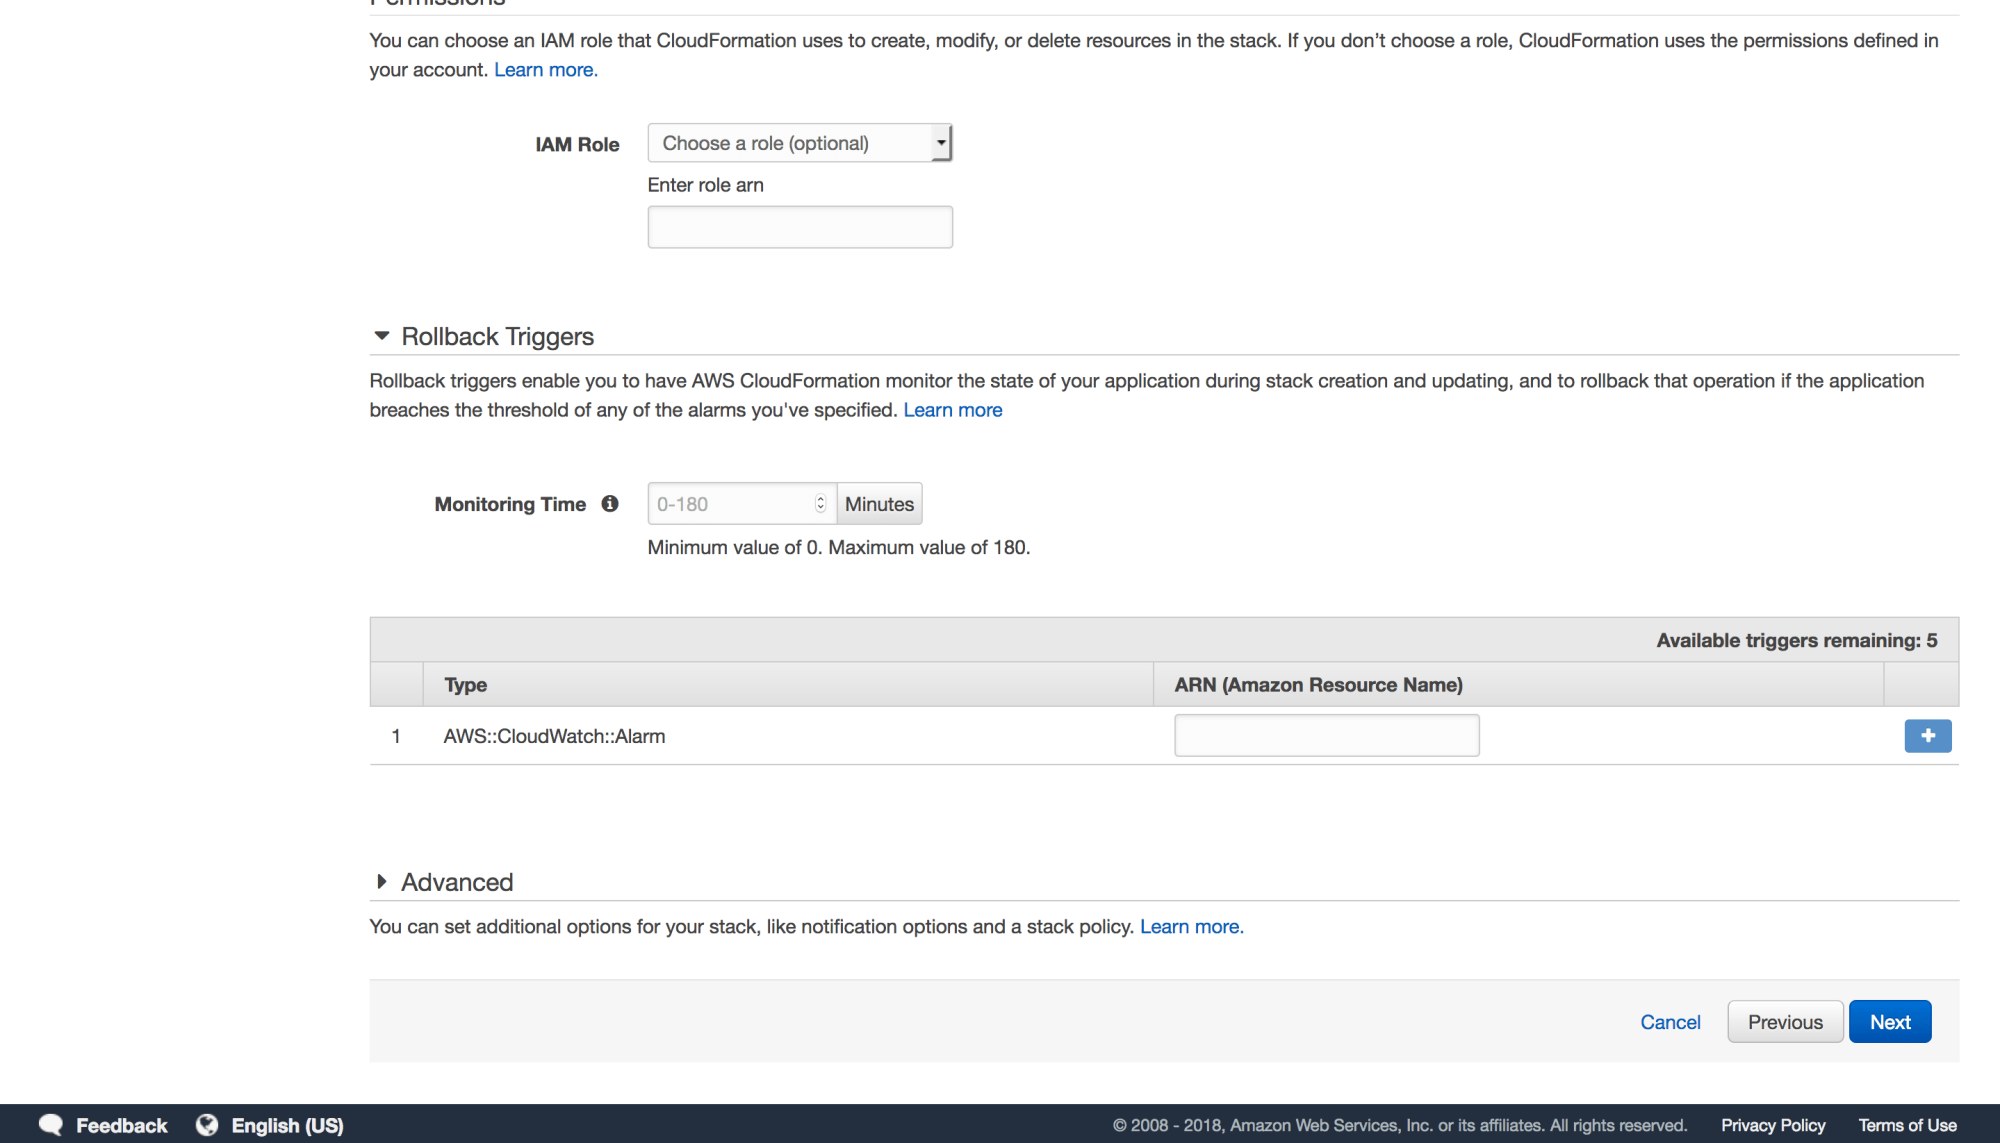 Permissions
You can choose an IAM role that CloudFormation uses to create, modify, or delete resources in the stack. If you don’t choose a role, CloudFormation uses the permissions defined in
your account. Learn more.
IAM Role Choose a role (optional)
Enter role arn
Rollback Triggers
Rollback triggers enable you to have AWS CloudFormation monitor the state of your application during stack creation and updating, and to rollback that operation if the application
breaches the threshold of any of the alarms you've specified. Learn more
Monitoring Time 0-180 Minutes
Minimum value of 0. Maximum value of 180.
Available triggers remaining: 5
Type ARN (Amazon Resource Name)
1 AWS::CloudWatch::Alarm
Advanced
You can set additional options for your stack, like notification options and a stack policy. Learn more.
Cancel Previous Next
Feedback English (US) © 2008 - 2018, Amazon Web Services, Inc. or its affiliates. All rights reserved. Privacy Policy Terms of Use